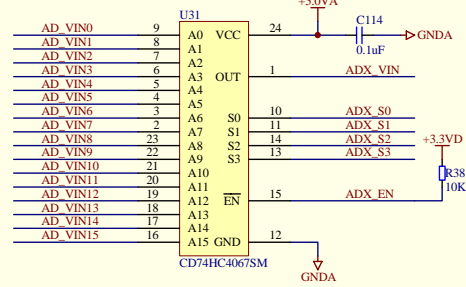 +5.0VA
U31
C114
0.1uF
GNDA
AD_VIN0 9 A0 VCC 24
AD_VIN1 8 A1
AD_VIN2 7 A2
AD_VIN3 6 A3 OUT 1 ADX_VIN
AD_VIN4 5 A4
AD_VIN5 4 A5
AD_VIN6 3 A6 S0 10 ADX_S0
AD_VIN7 2 A7 S1 11 ADX_S1
AD_VIN8 23 A8 S2 14 ADX_S2
AD_VIN9 22 A9 S3 13 ADX_S3
+3.3VD
AD_VIN10 21 A10
AD_VIN11 20 A11
R38
10K
AD_VIN12 19 A12 EN 15 ADX_EN
AD_VIN13 18 A13
AD_VIN14 17 A14
AD_VIN15 16 A15 GND 12
CD74HC4067SM
GNDA